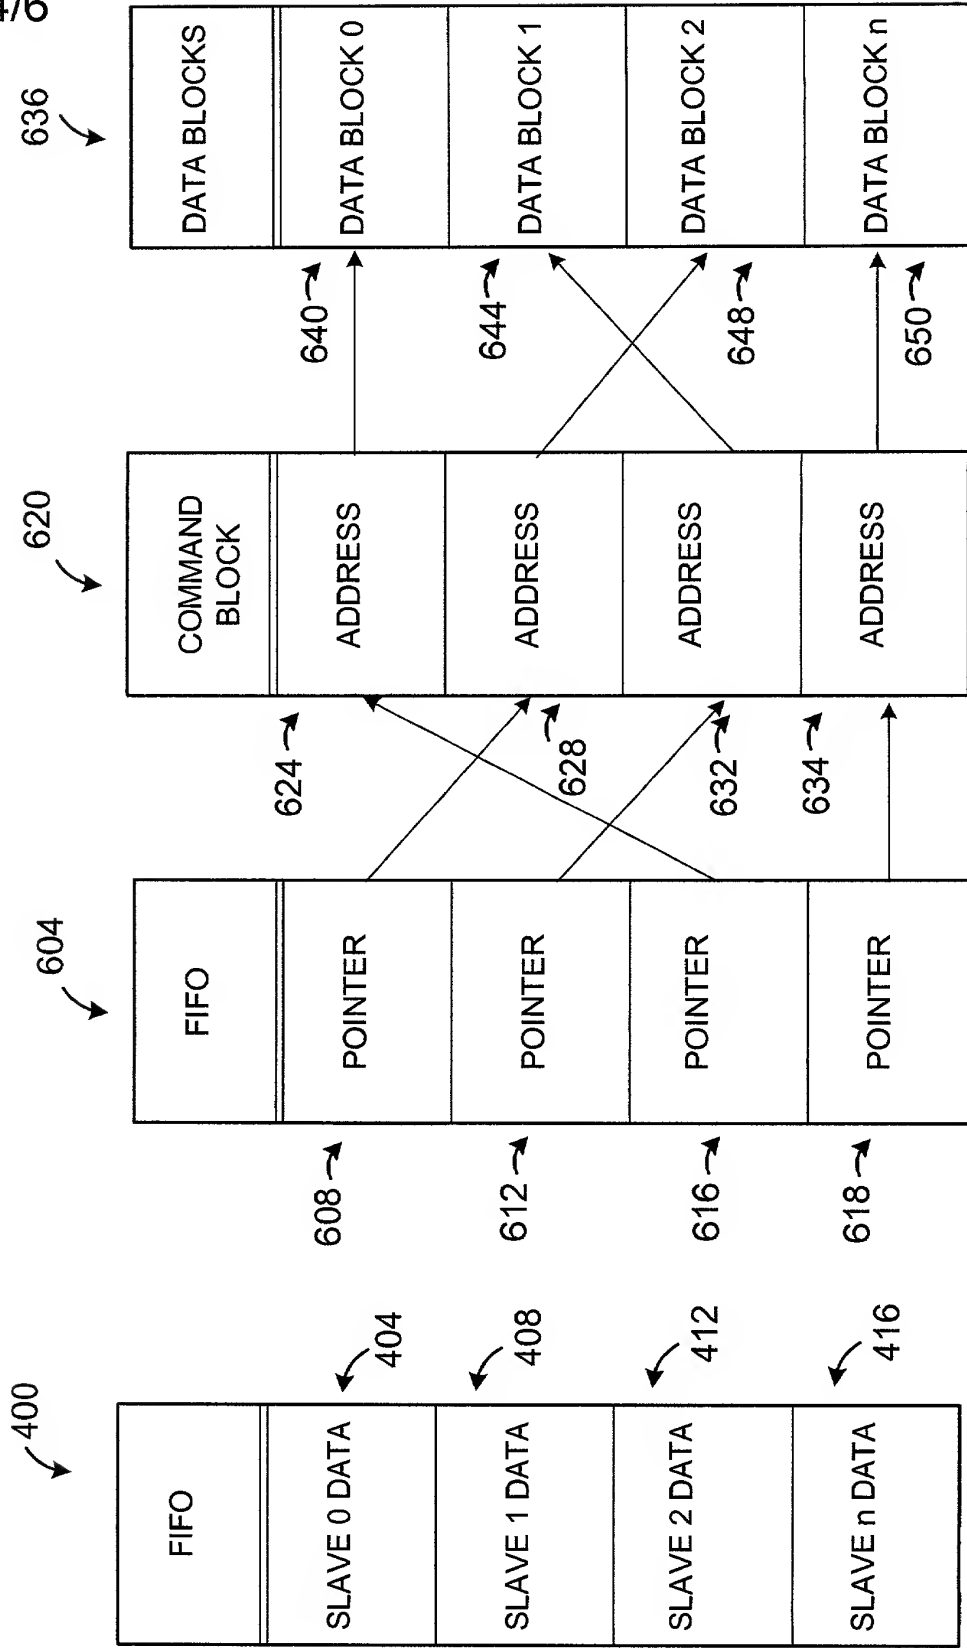 4/6
636
DATA BLOCKS
DATA BLOCK 0
DATA BLOCK 1
DATA BLOCK 2
DATA BLOCK n
640
644
648
650
620
COMMAND
BLOCK
ADDRESS
ADDRESS
ADDRESS
ADDRESS
624
628
632
634
604
FIFO
POINTER
POINTER
POINTER
POINTER
608
612
616
618
400
FIFO
SLAVE 0 DATA
SLAVE 1 DATA
SLAVE 2 DATA
SLAVE n DATA
404
408
412
416